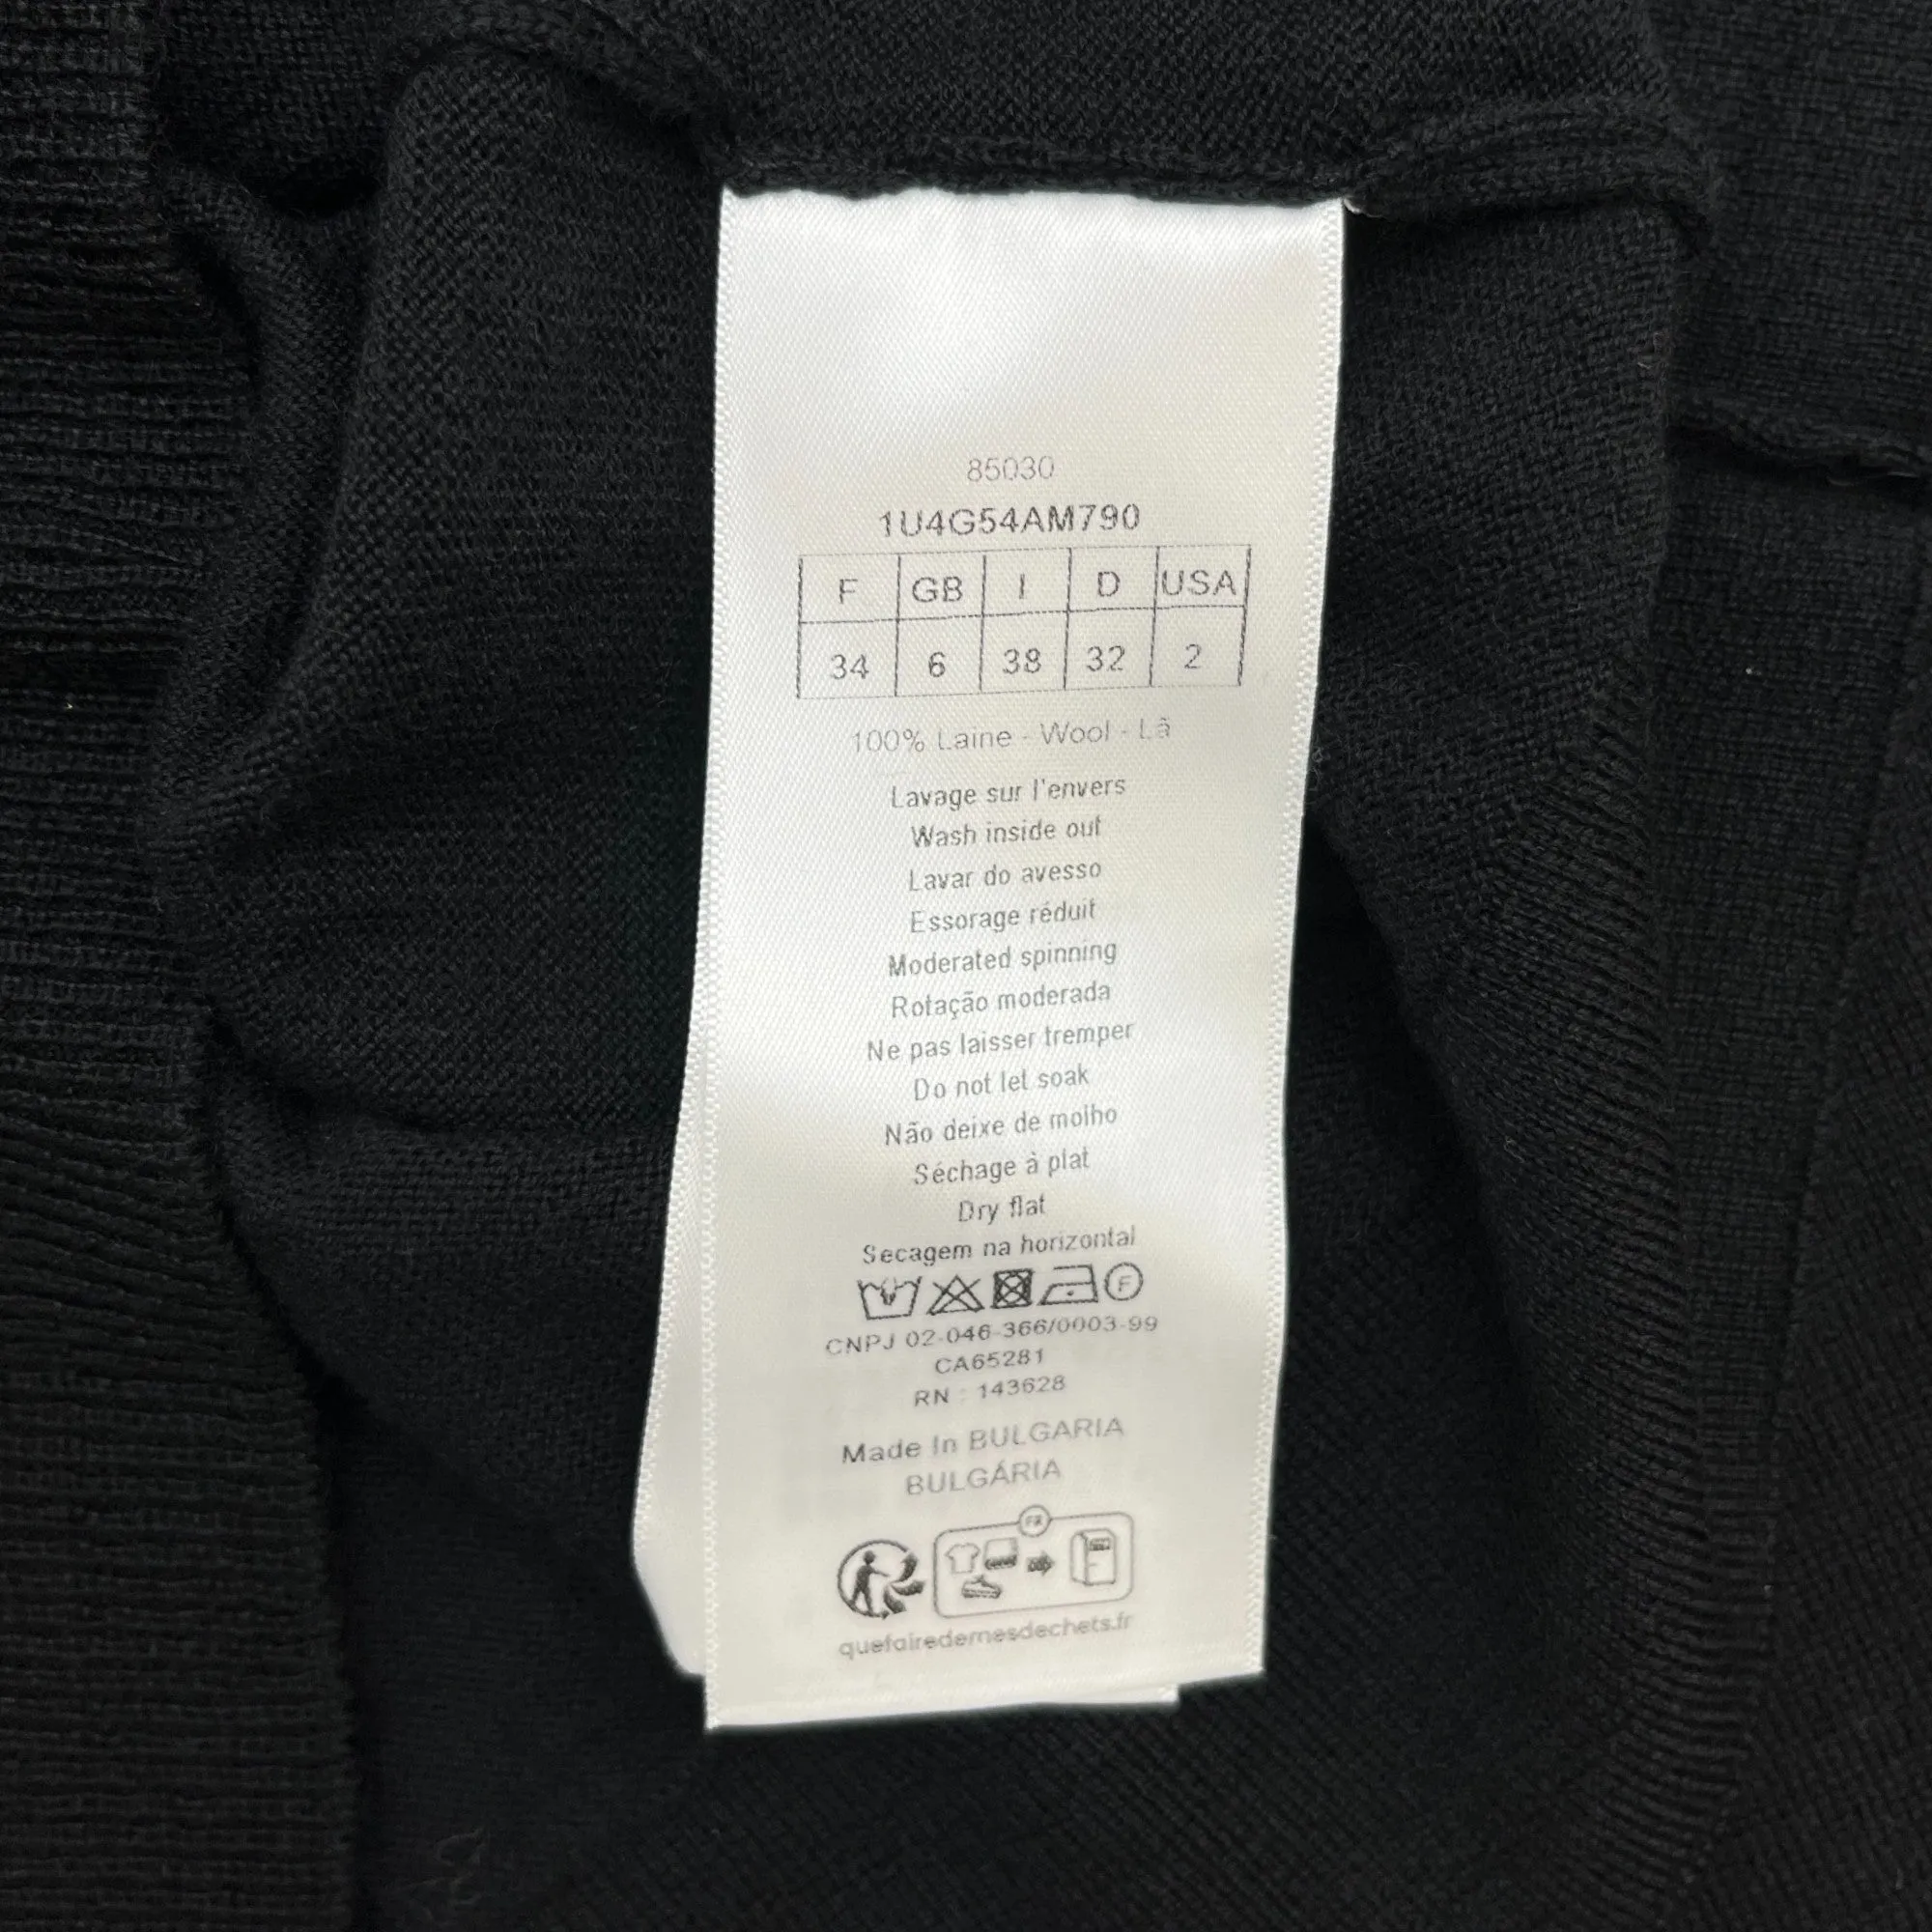 85030
1U4G54AM790
F GB I D USA
34 6 38 32 2
100% Laine - Wool - Lã
Lavage sur l'envers
Wash inside out
Lavar do avesso
Essorage réduit
Moderated spinning
Rotação moderada
Ne pas laisser tremper
Do not let soak
Não deixe de molho
Séchage à plat
Dry flat
Secagem na horizontal
F
CNPJ 02-046-366/0003-99
CA65281
RN : 143628
Made In BULGARIA
BULGÁRIA
FR
quefairedemesdechets.fr